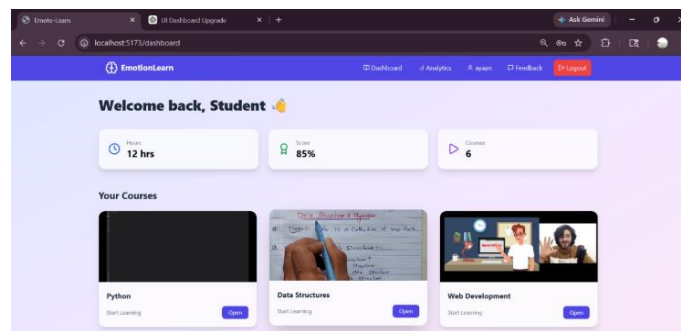 Emote-Learn
UI Dashboard Upgrade
Ask Gemini
localhost:5173/dashboard
EmotionLearn
Dashboard
Analytics
ayaan
Feedback
Logout
Welcome back, Student
Hours
12 hrs
Score
85%
Courses
6
Your Courses
Structure
Structure
Python
Start Learning
Open
Data Structures
Start Learning
Open
Web Development
Start Learning
Open